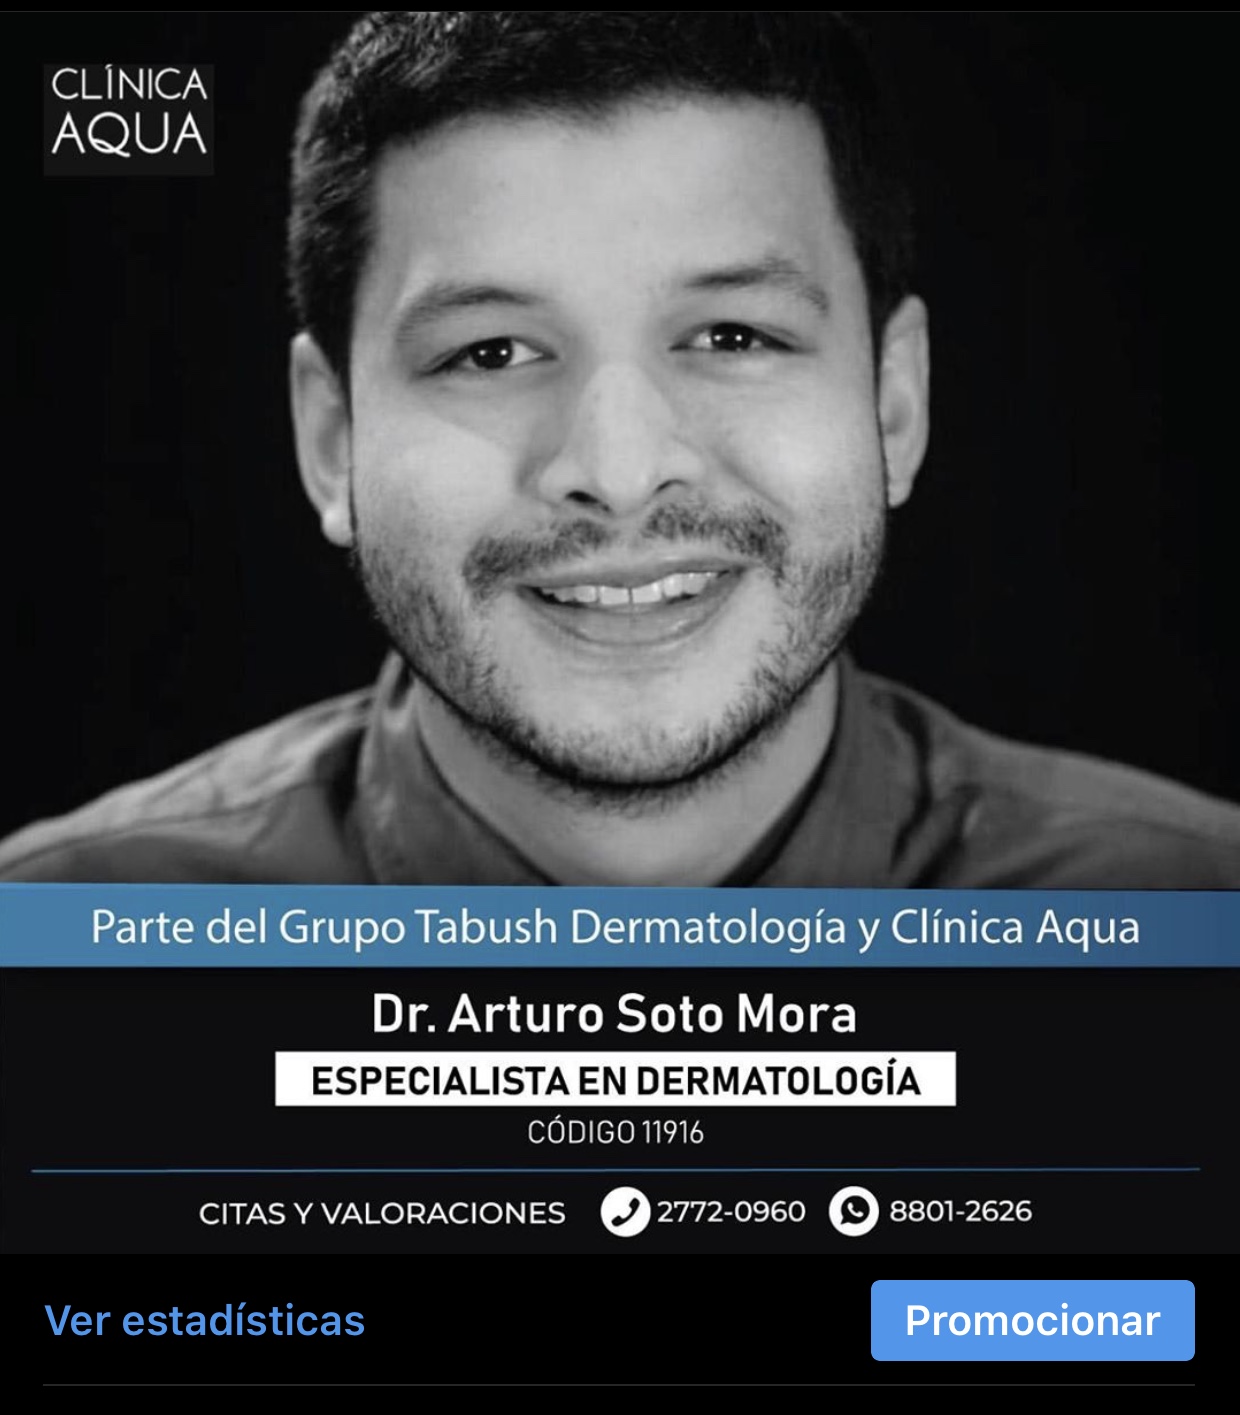 CLÍNICA
AQUA
Parte del Grupo Tabush Dermatología y Clínica Aqua
Dr. Arturo Soto Mora
ESPECIALISTA EN DERMATOLOGÍA
CÓDIGO 11916
CITAS Y VALORACIONES 2772-0960 8801-2626
Ver estadísticas Promocionar